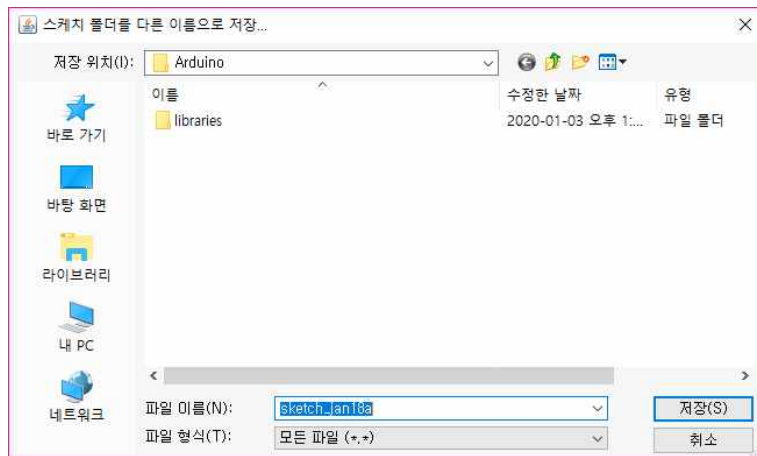 스케치 폴더를 다른 이름으로 저장...
저장 위치(I): Arduino
이름 수정한 날짜 유형
libraries 2020-01-03 오후 1:... 파일 폴더
바로 가기
바탕 화면
라이브러리
내 PC
네트워크
파일 이름(N): sketch_jan18a 저장(S)
파일 형식(T): 모든 파일 (*.*) 취소